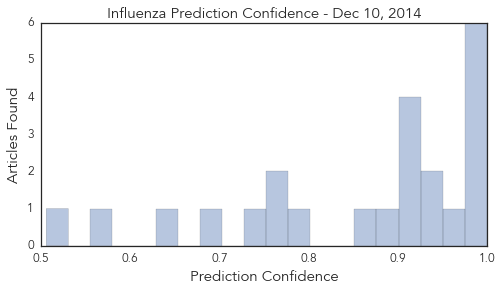 Influenza Prediction Confidence - Dec 10, 2014
Articles Found
6
5
4
3
2
1
0
0.5 0.6 0.7 0.8 0.9 1.0
Prediction Confidence